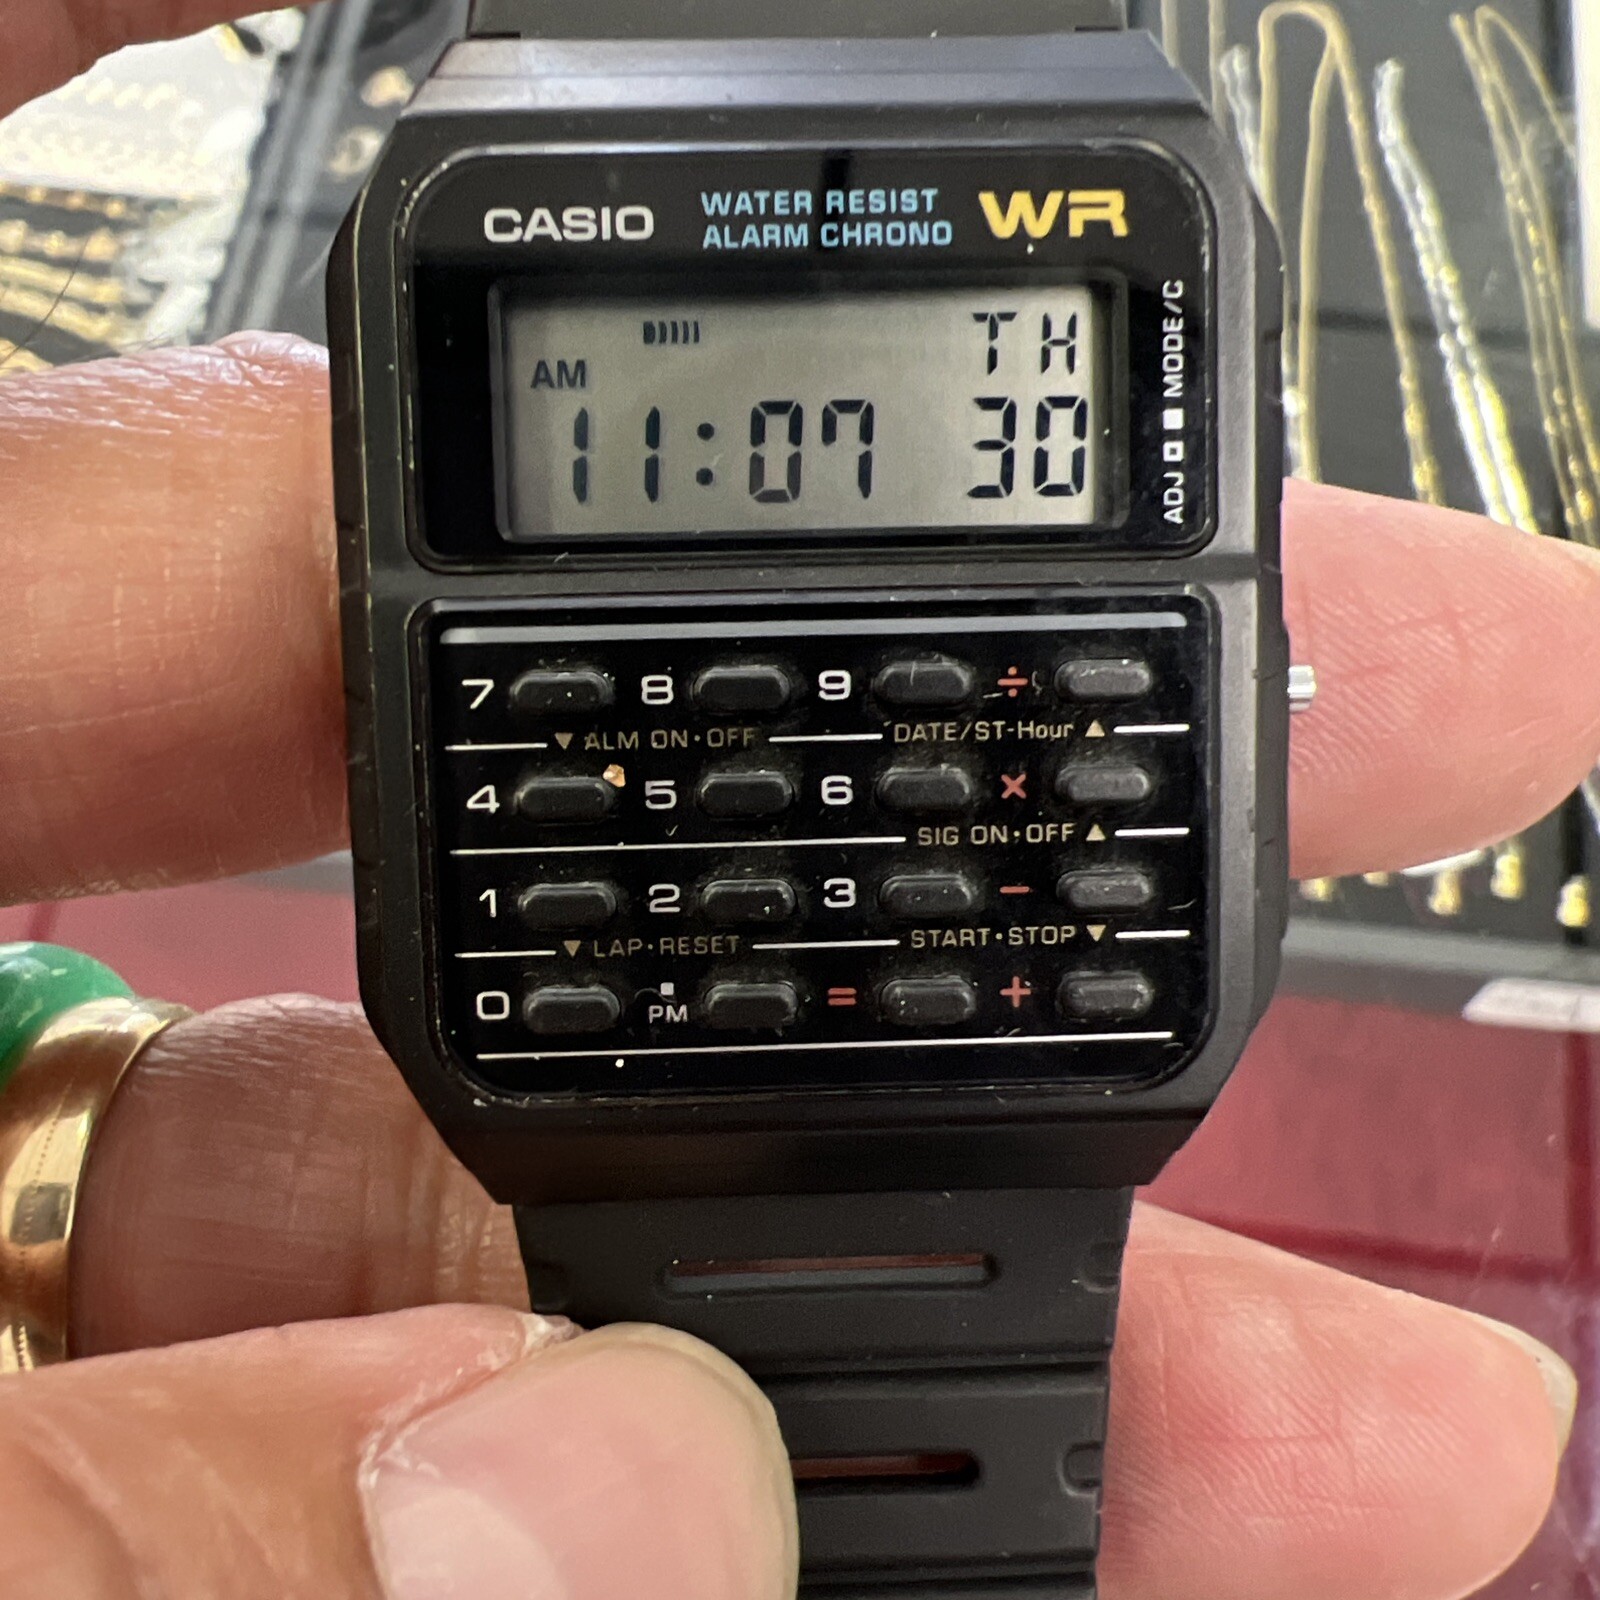 CASIO WATER RESIST WR
ALARM CHRONO
TH
AM
11:07 30
ADJ MODE/C
7 8 9 ÷
▼ ALM ON·OFF DATE/ST-Hour ▲
4 5 6 ×
SIG ON·OFF ▲
1 2 3 −
▼ LAP·RESET START·STOP ▼
0 . = +
PM